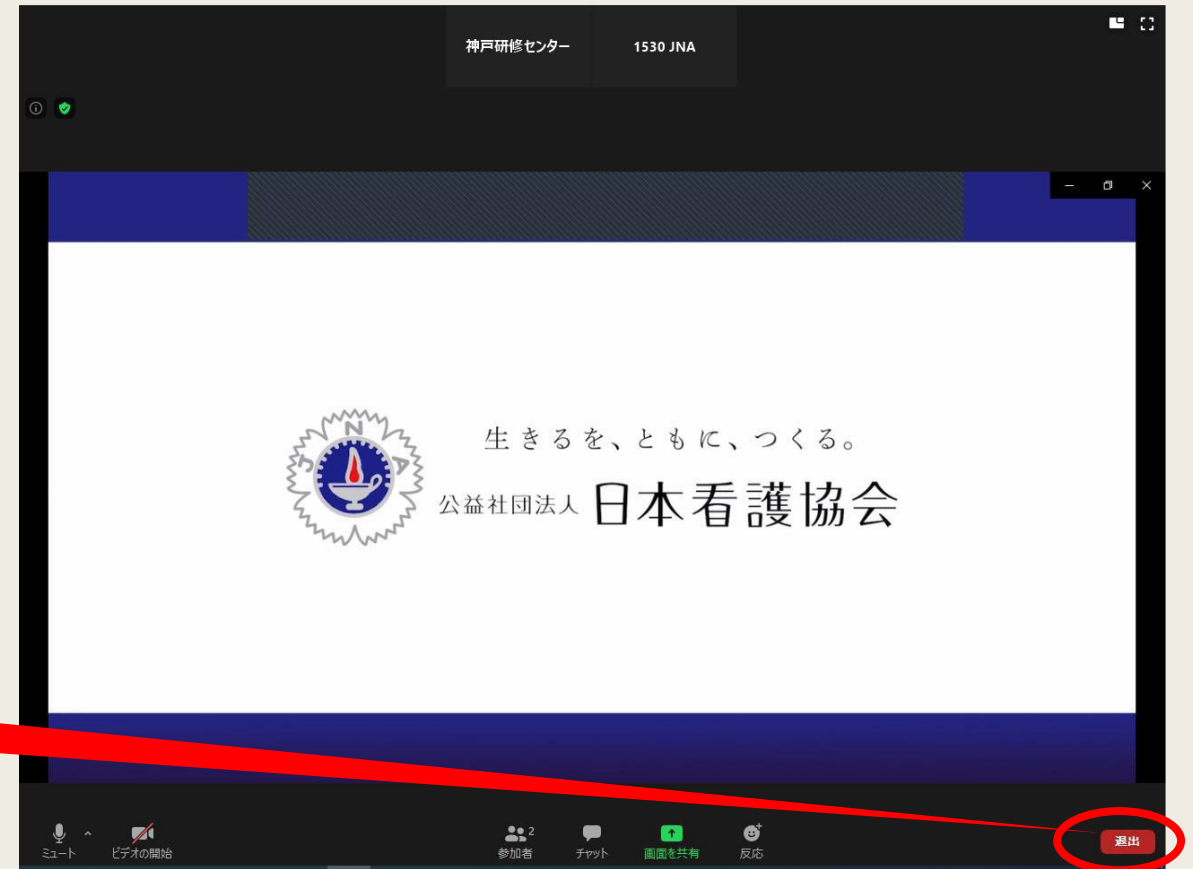 神戸研修センター
1530 JNA
JNA
生きるを、ともに、つくる。
公益社団法人 日本看護協会
ミュート
ビデオの開始
2
参加者
チャット
画面を共有
反応
退出